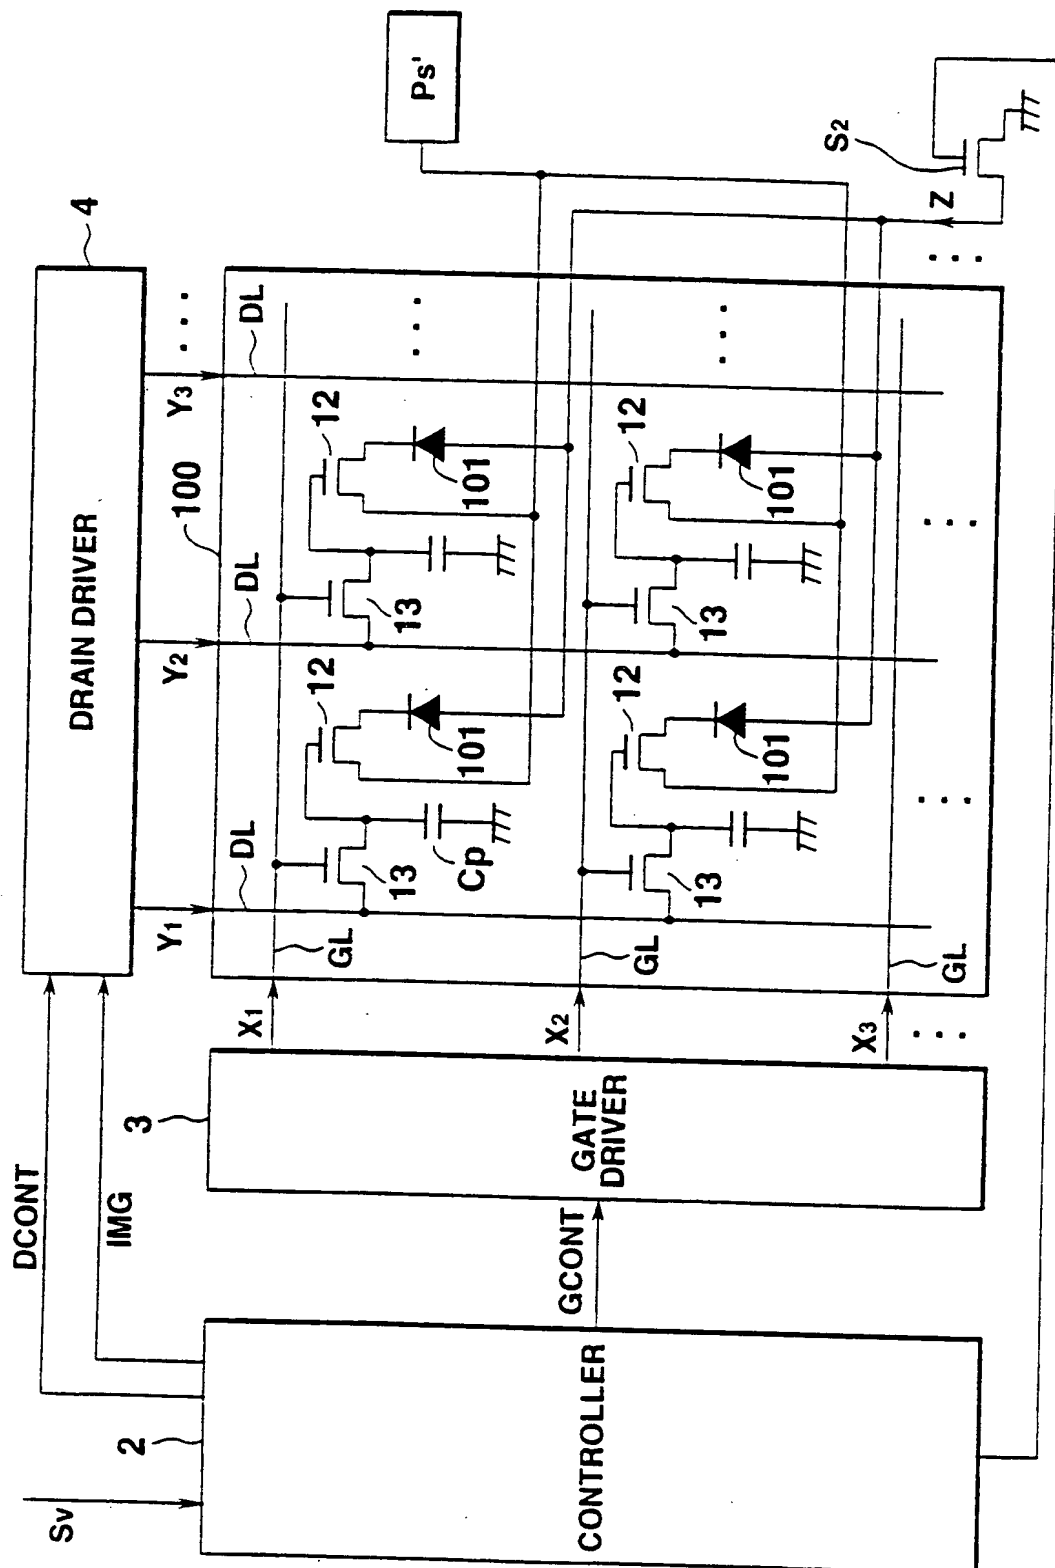 Sv
2
CONTROLLER
DCONT
IMG
GCONT
3
GATE
DRIVER
4
DRAIN DRIVER
100
X1
X2
X3
. . .
Y1
Y2
Y3
. . .
DL
DL
DL
GL
GL
GL
13
Cp
12
101
13
12
101
. . .
13
12
101
13
12
101
. . .
. . .
. . .
. . .
Ps'
S2
Z